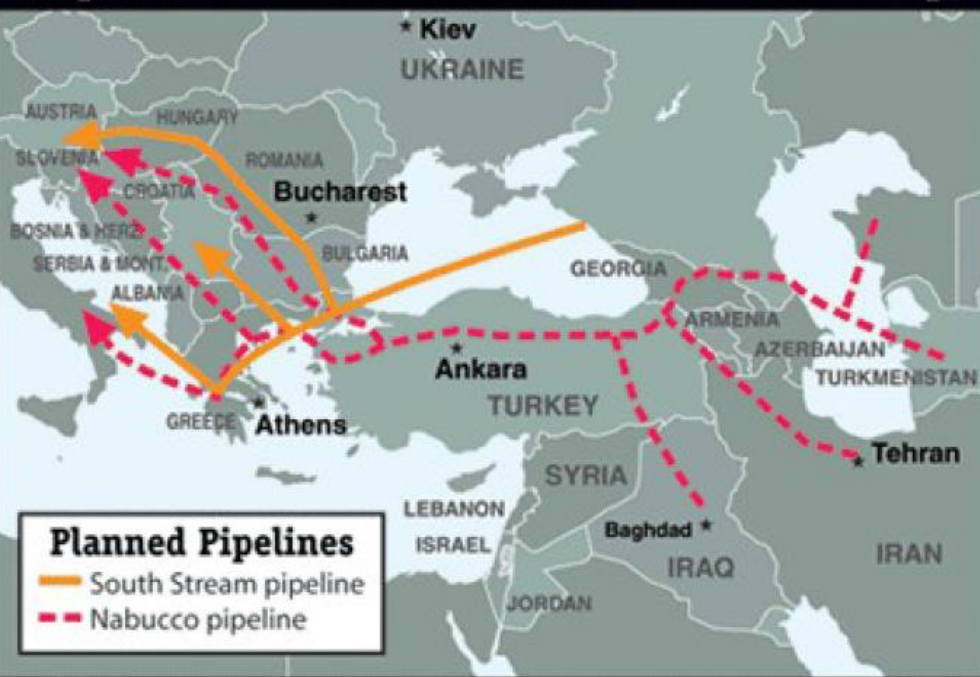 Kiev
UKRAINE
AUSTRIA
HUNGARY
SLOVENIA
ROMANIA
CROATIA
Bucharest
BOSNIA & HERZ.
BULGARIA
SERBIA & MONT.
GEORGIA
ALBANIA
ARMENIA
AZERBAIJAN
Ankara
TURKMENISTAN
TURKEY
GREECE
Athens
Tehran
SYRIA
LEBANON
Baghdad
ISRAEL
IRAQ
IRAN
JORDAN
Planned Pipelines
South Stream pipeline
Nabucco pipeline